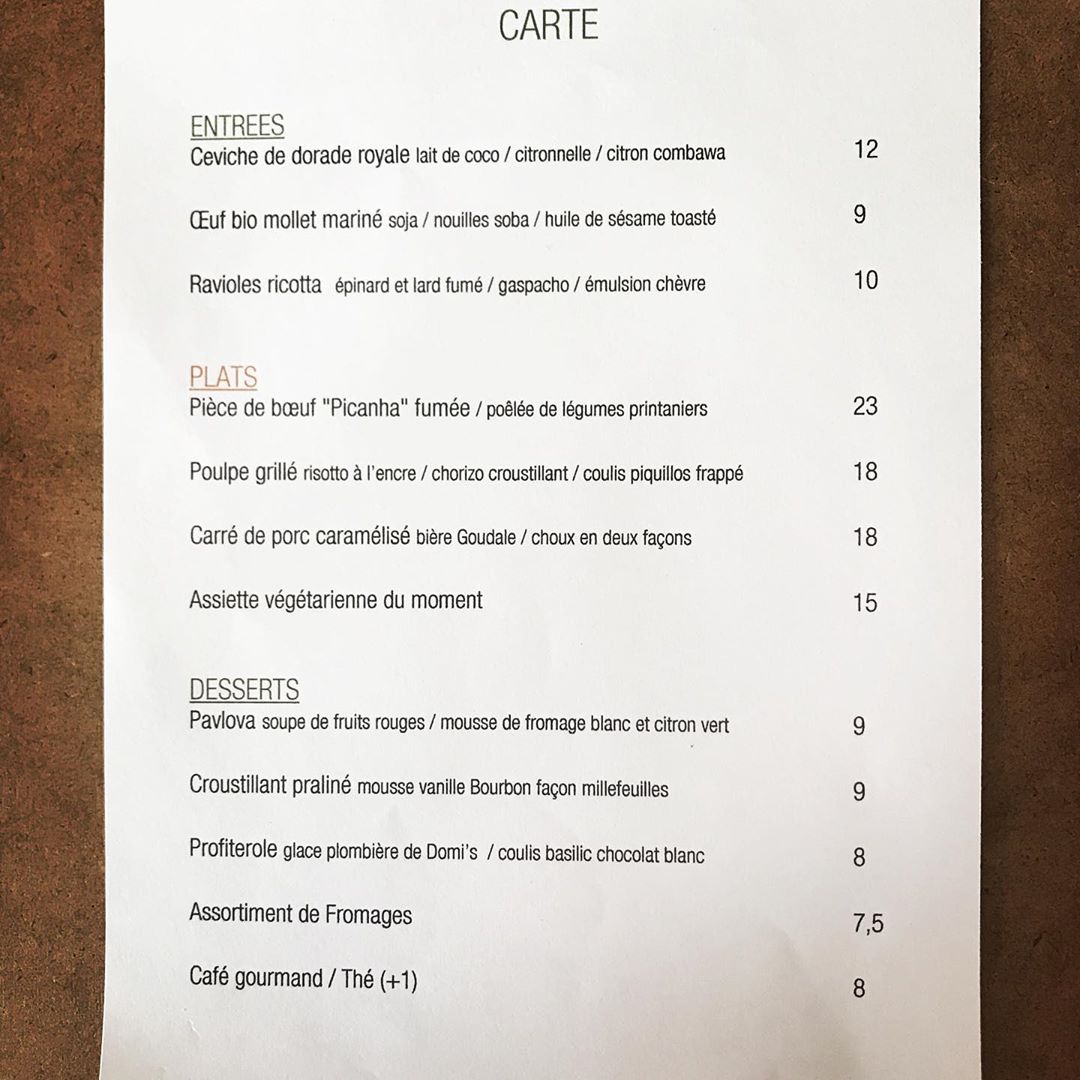 CARTE
ENTREES
Ceviche de dorade royale lait de coco / citronnelle / citron combawa 12
Œuf bio mollet mariné soja / nouilles soba / huile de sésame toasté 9
Ravioles ricotta épinard et lard fumé / gaspacho / émulsion chèvre 10
PLATS
Pièce de bœuf "Picanha" fumée / poêlée de légumes printaniers 23
Poulpe grillé risotto à l'encre / chorizo croustillant / coulis piquillos frappé 18
Carré de porc caramélisé bière Goudale / choux en deux façons 18
Assiette végétarienne du moment 15
DESSERTS
Pavlova soupe de fruits rouges / mousse de fromage blanc et citron vert 9
Croustillant praliné mousse vanille Bourbon façon millefeuilles 9
Profiterole glace plombière de Domi's / coulis basilic chocolat blanc 8
Assortiment de Fromages 7,5
Café gourmand / Thé (+1) 8